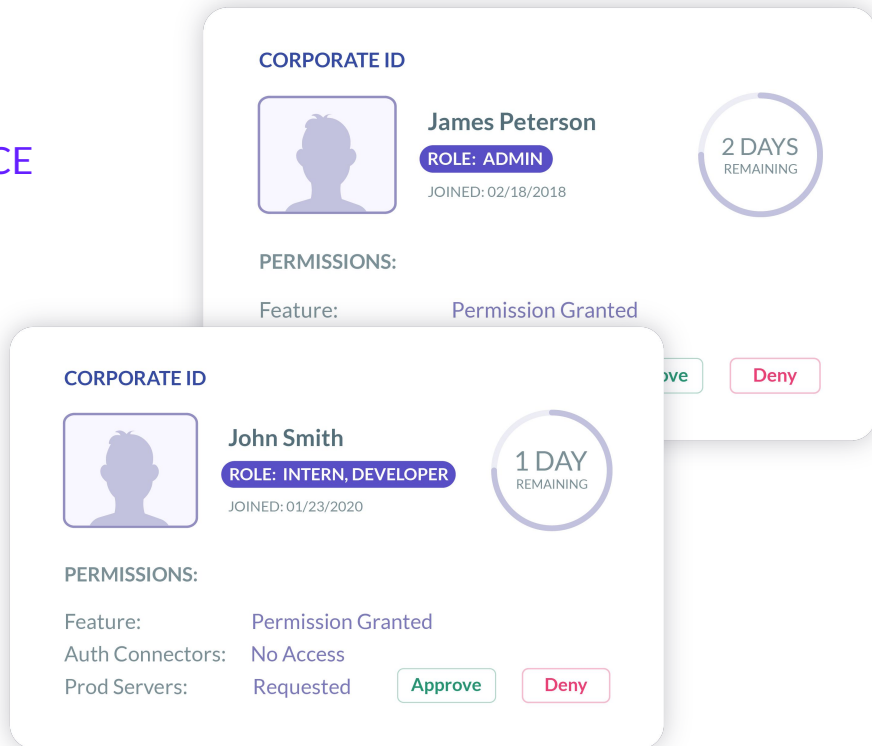 CE
CORPORATE ID
James Peterson
ROLE: ADMIN
JOINED: 02/18/2018
2 DAYS
REMAINING
PERMISSIONS:
Feature: Permission Granted
ove Deny
CORPORATE ID
John Smith
ROLE: INTERN, DEVELOPER
JOINED: 01/23/2020
1 DAY
REMAINING
PERMISSIONS:
Feature: Permission Granted
Auth Connectors: No Access
Prod Servers: Requested Approve Deny